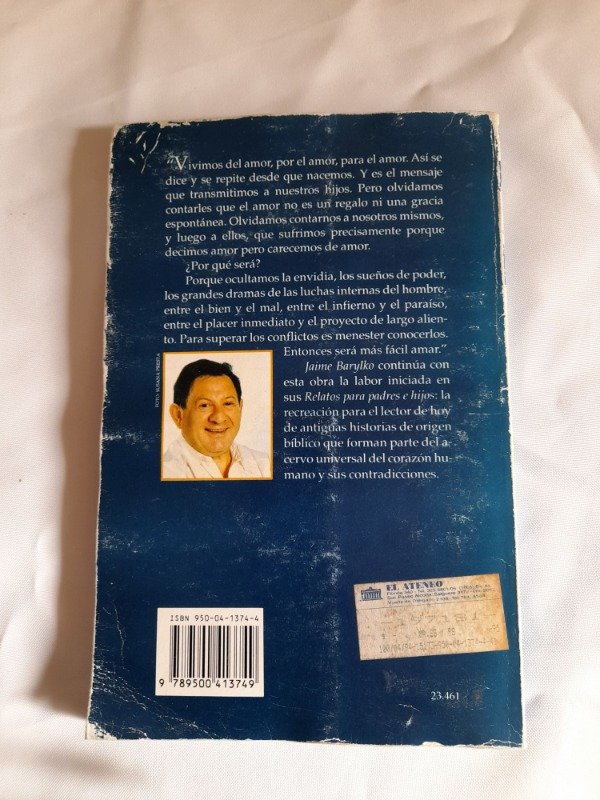 "Vivimos del amor, por el amor, para el amor. Así se
dice y se repite desde que nacemos. Y es el mensaje
que transmitimos a nuestros hijos. Pero olvidamos
contarles que el amor no es un regalo ni una gracia
espontánea. Olvidamos contarnos a nosotros mismos,
y luego a ellos, que sufrimos precisamente porque
decimos amor pero carecemos de amor.
¿Por qué será?
Porque ocultamos la envidia, los sueños de poder,
los grandes dramas de las luchas internas del hombre,
entre el bien y el mal, entre el infierno y el paraíso,
entre el placer inmediato y el proyecto de largo alien-
to. Para superar los conflictos es menester conocerlos.
Entonces será más fácil amar."
Jaime Barylko continúa con
esta obra la labor iniciada en
sus Relatos para padres e hijos: la
recreación para el lector de hoy
de antiguas historias de origen
bíblico que forman parte del a-
cervo universal del corazón hu-
mano y sus contradicciones.
FOTO: SUSANA
ISBN 950-04-1374-4
9 789500 413749
EL ATENEO
23.461